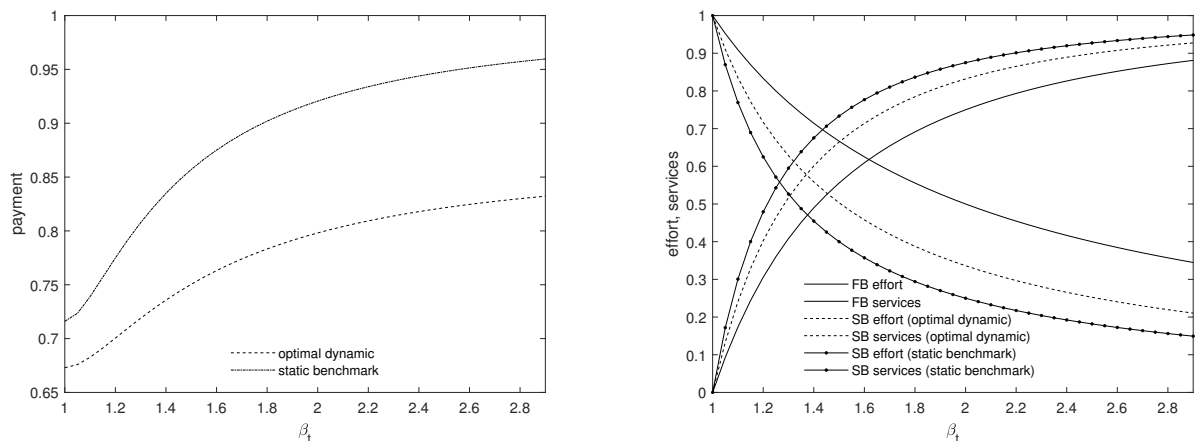 1
0.95
0.9
0.85
0.8
0.75
0.7
0.65
payment
optimal dynamic
static benchmark
1 1.2 1.4 1.6 1.8 2 2.2 2.4 2.6 2.8
βt
1
0.9
0.8
0.7
0.6
0.5
0.4
0.3
0.2
0.1
0
effort, services
FB effort
FB services
SB effort (optimal dynamic)
SB services (optimal dynamic)
SB effort (static benchmark)
SB services (static benchmark)
1 1.2 1.4 1.6 1.8 2 2.2 2.4 2.6 2.8
βt